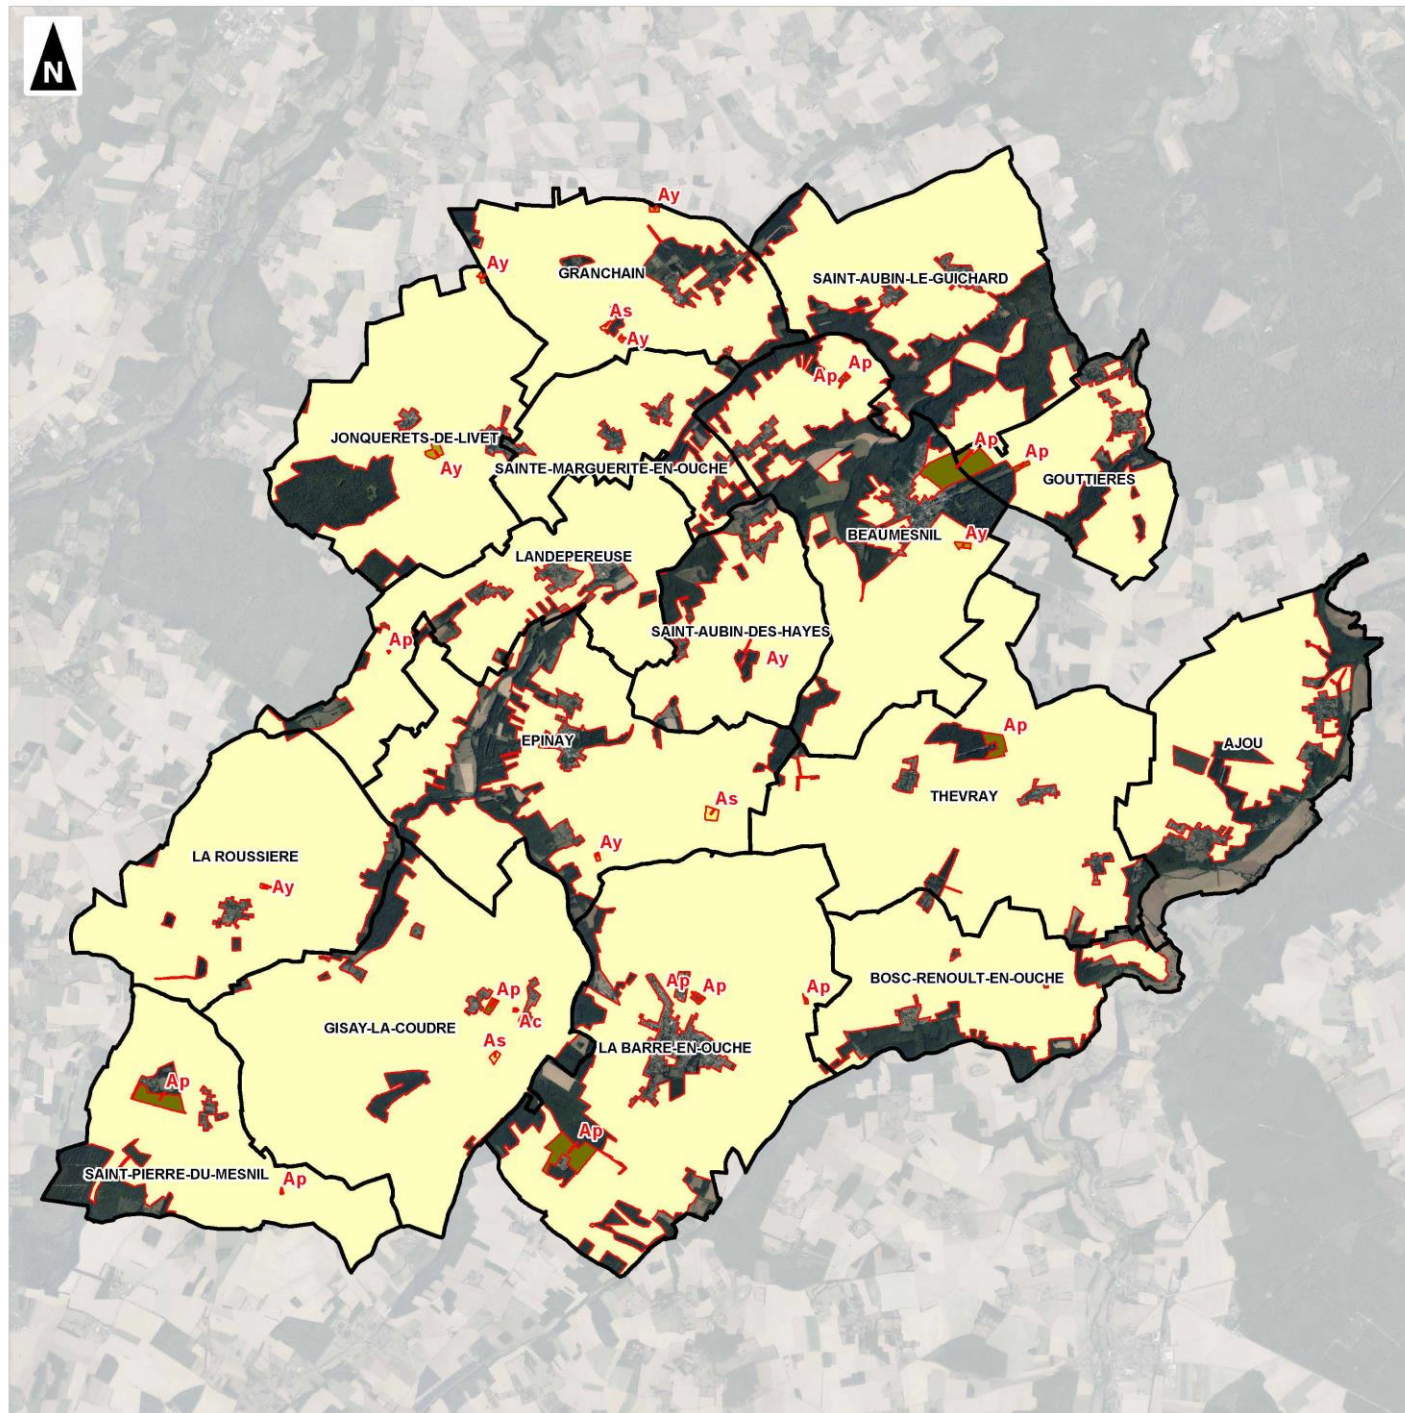 N
Ay
Ay
GRANCHAIN
SAINT-AUBIN-LE-GUICHARD
As
Ay
Ap
Ap
JONQUERETS-DE-LIVET
Ay
SAINTE-MARGUERITE-EN-OUCHE
Ap
Ap
GOUTTIERES
BEAUMESNIL
Ay
LANDEPEREUSE
SAINT-AUBIN-DES-HAYES
Ap
Ay
EPINAY
Ap
AJOU
THEVRAY
As
Ay
LA ROUSSIERE
Ay
BOSC-RENOULT-EN-OUCHE
Ap
Ap
Ap
Ap
Ac
GISAY-LA-COUDRE
As
LA BARRE-EN-OUCHE
Ap
Ap
SAINT-PIERRE-DU-MESNIL
Ap